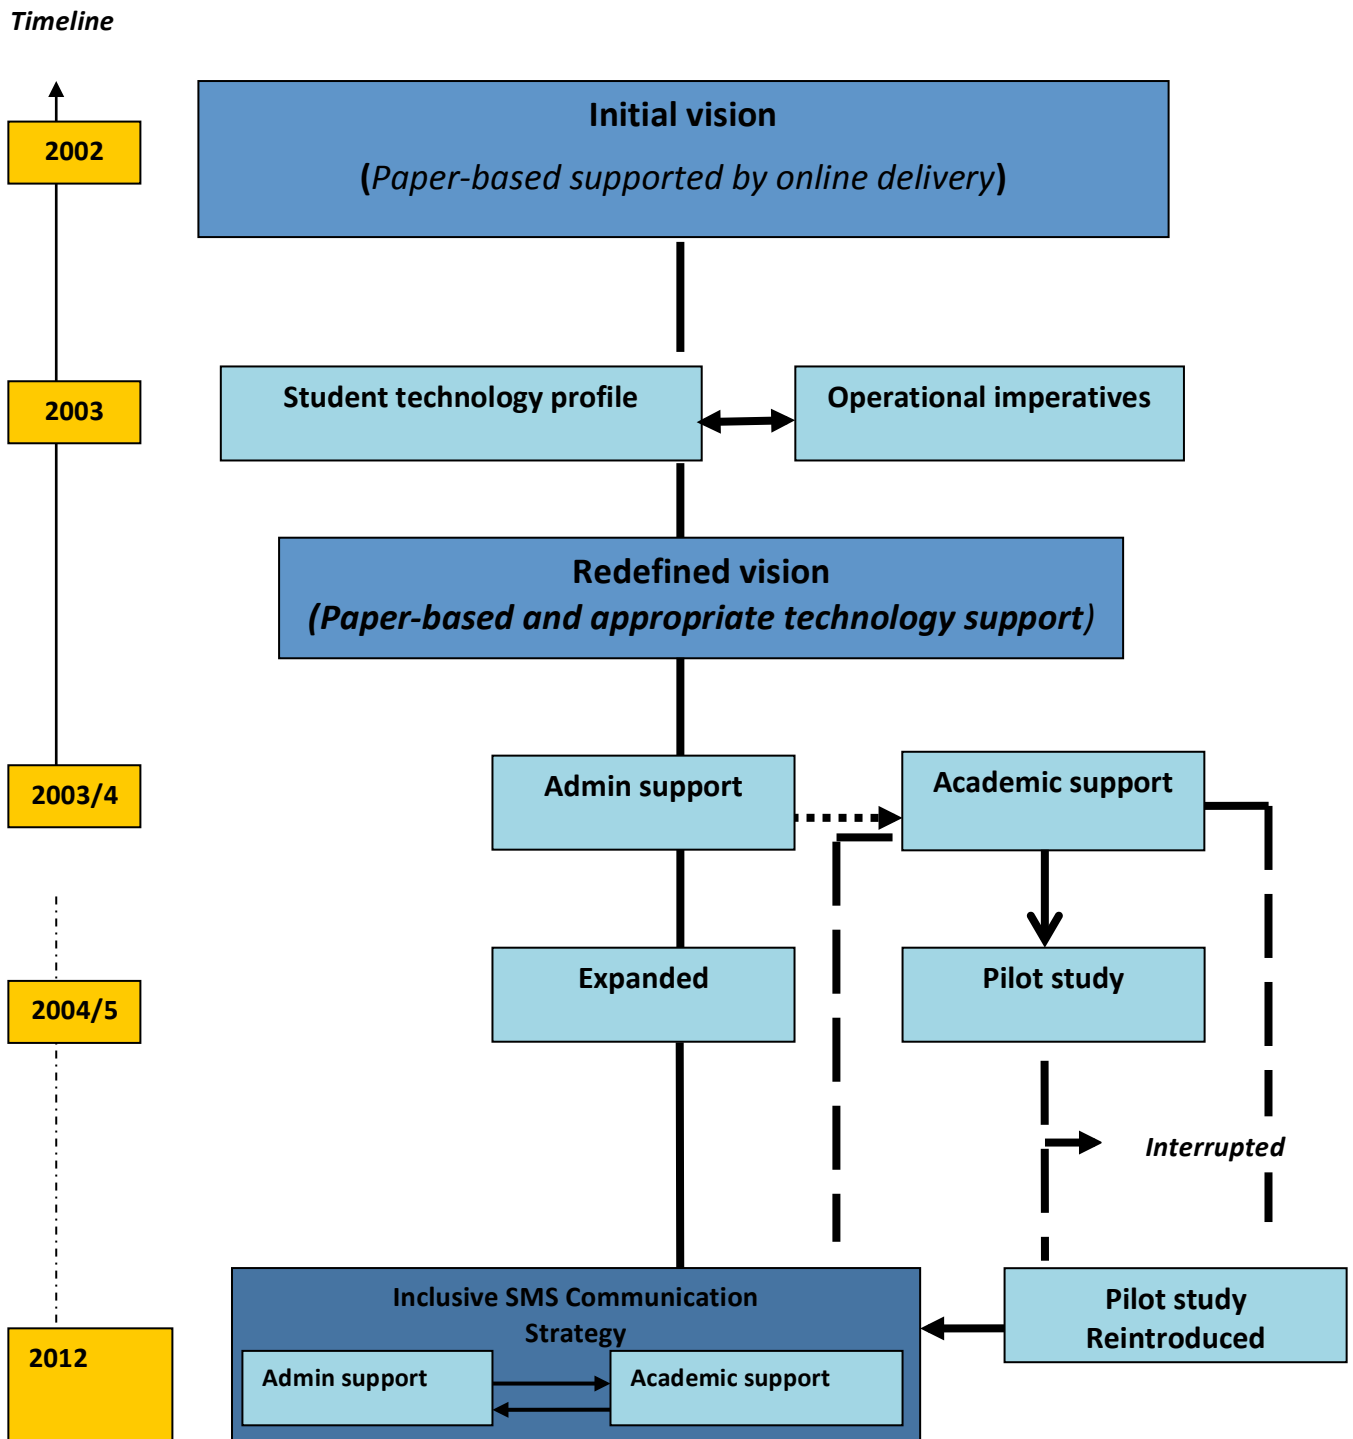 Timeline
2002
Initial vision
(Paper-based supported by online delivery)
2003
Student technology profile
Operational imperatives
Redefined vision
(Paper-based and appropriate technology support)
2003/4
Admin support
Academic support
2004/5
Expanded
Pilot study
Interrupted
2012
Inclusive SMS Communication
Strategy
Admin support
Academic support
Pilot study
Reintroduced